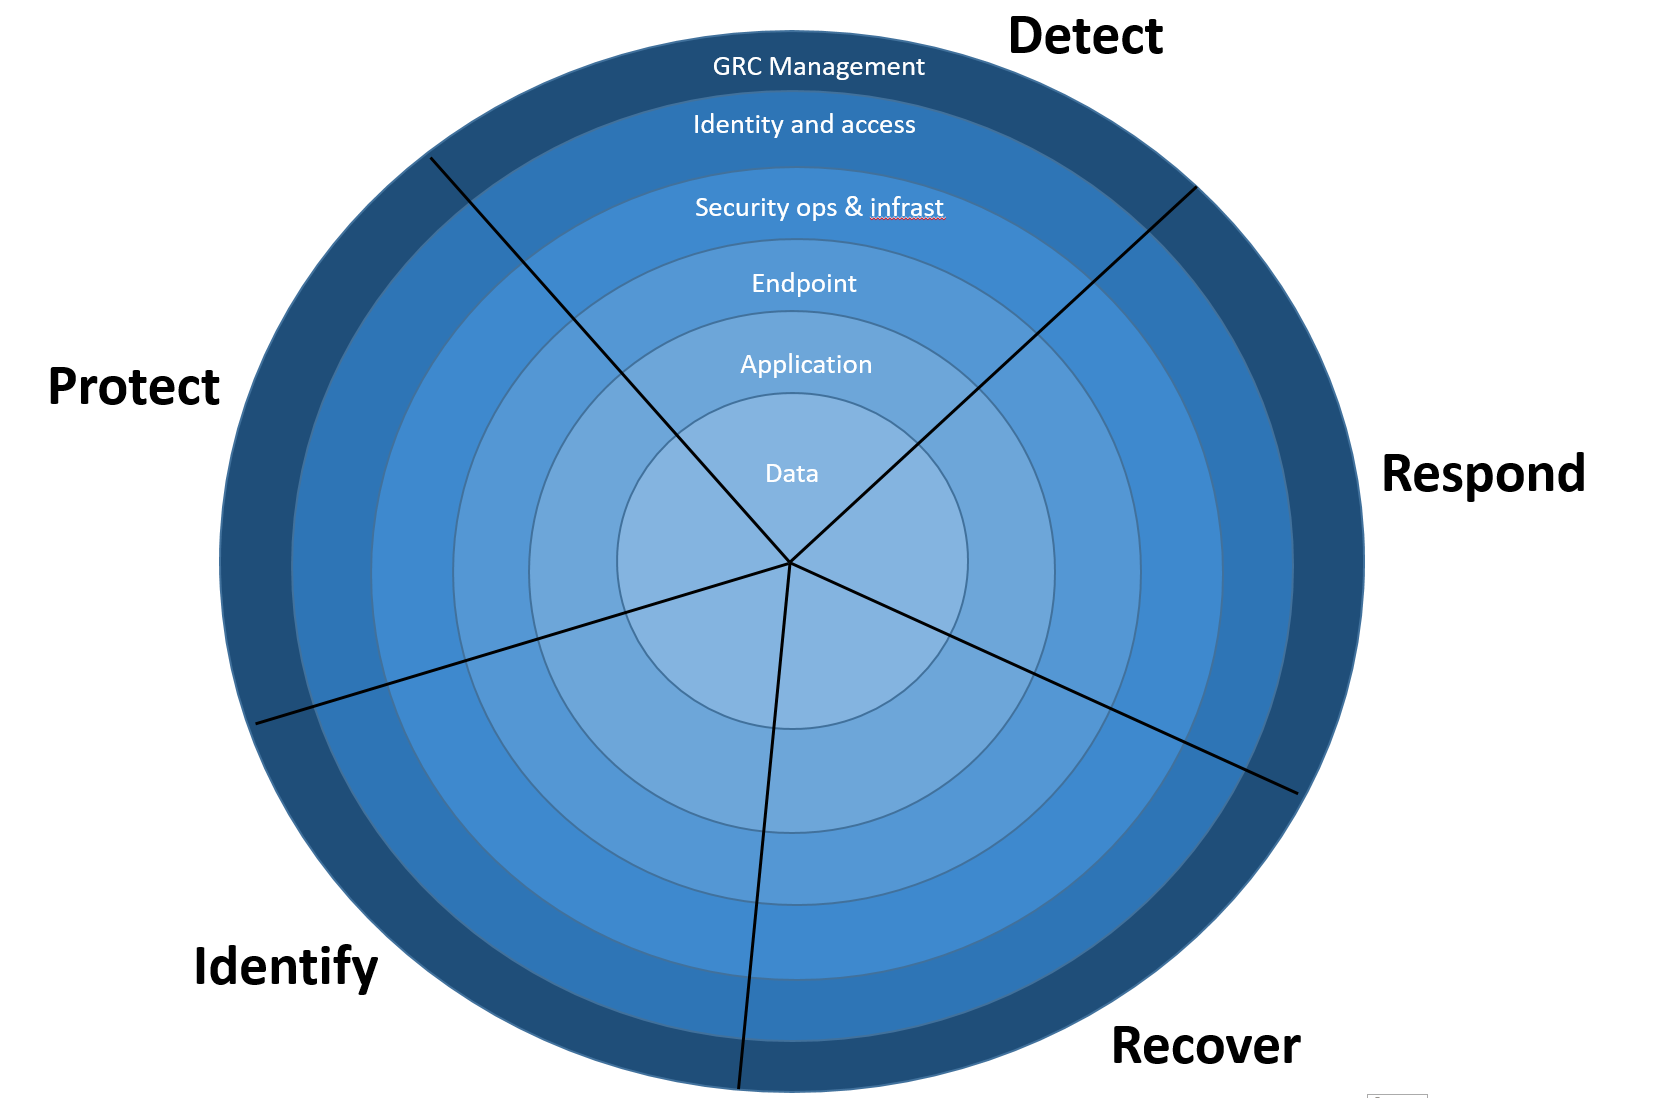 Detect
GRC Management
Identity and access
Security ops & infrast
Endpoint
Application
Protect
Data
Respond
Identify
Recover